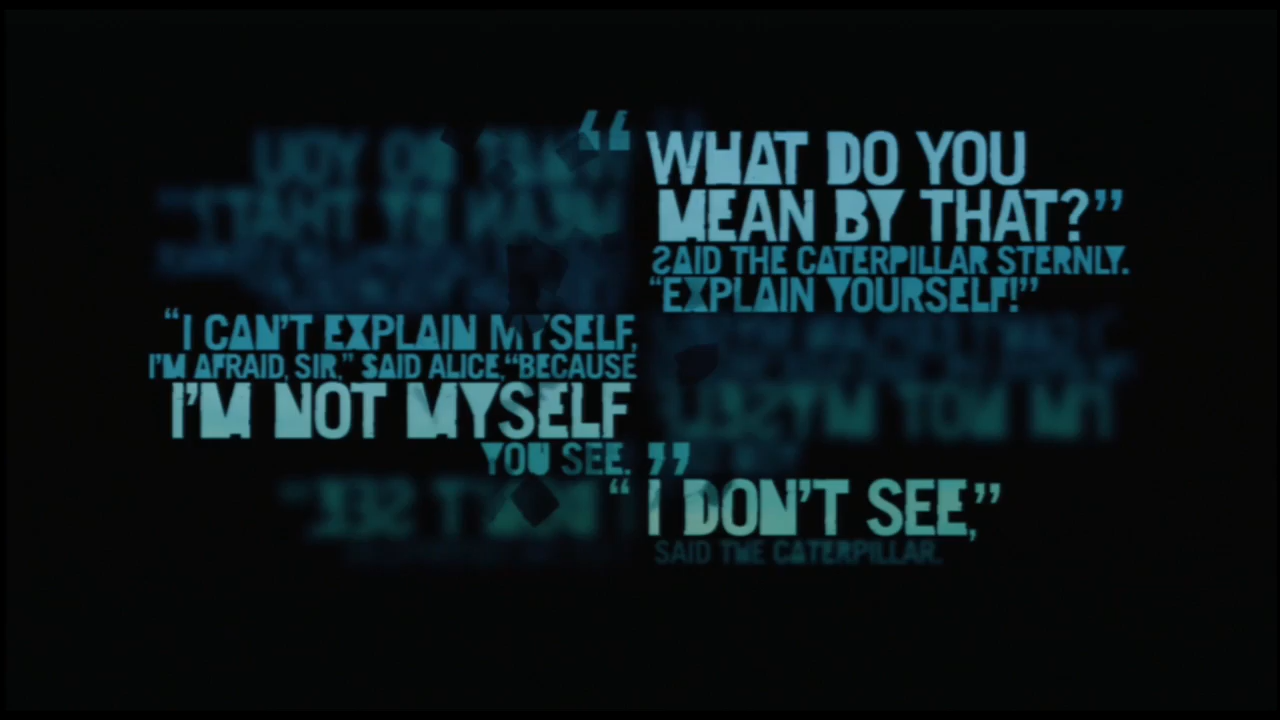 “WHAT DO YOU
MEAN BY THAT?”
SAID THE CATERPILLAR STERNLY.
“EXPLAIN YOURSELF!”
“I CAN’T EXPLAIN MYSELF,
I’M AFRAID, SIR,” SAID ALICE, “BECAUSE
I’M NOT MYSELF
YOU SEE.”
“I DON’T SEE,”
SAID THE CATERPILLAR.